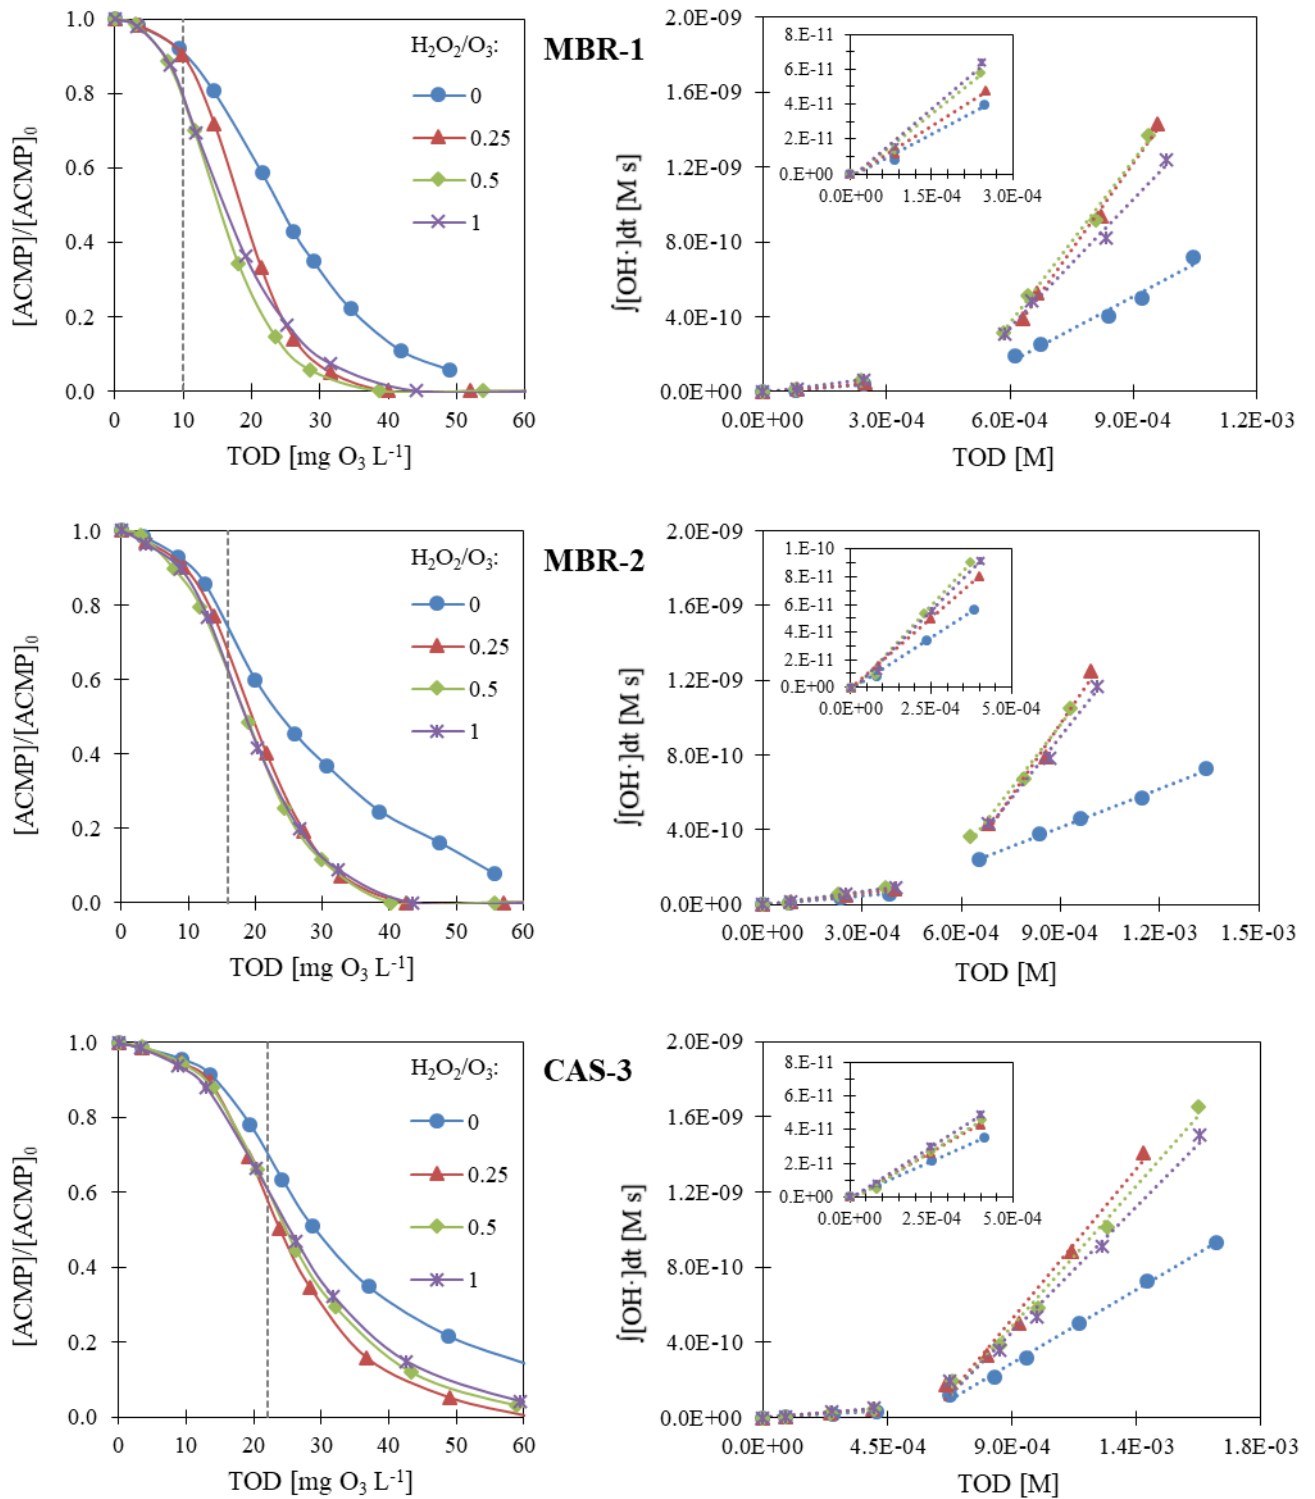 MBR-1
[ACMP]/[ACMP]0
1.0
0.8
0.6
0.4
0.2
0.0
0 10 20 30 40 50 60
TOD [mg O3 L-1]
H2O2/O3:
0
0.25
0.5
1
∫[OH·]dt [M s]
2.0E-09
1.6E-09
1.2E-09
8.0E-10
4.0E-10
0.0E+00
0.0E+00 3.0E-04 6.0E-04 9.0E-04 1.2E-03
TOD [M]
8.E-11
6.E-11
4.E-11
2.E-11
0.E+00
0.0E+00 1.5E-04 3.0E-04
MBR-2
[ACMP]/[ACMP]0
1.0
0.8
0.6
0.4
0.2
0.0
0 10 20 30 40 50 60
TOD [mg O3 L-1]
H2O2/O3:
0
0.25
0.5
1
∫[OH·]dt [M s]
2.0E-09
1.6E-09
1.2E-09
8.0E-10
4.0E-10
0.0E+00
0.0E+00 3.0E-04 6.0E-04 9.0E-04 1.2E-03 1.5E-03
TOD [M]
1.E-10
8.E-11
6.E-11
4.E-11
2.E-11
0.E+00
0.0E+00 2.5E-04 5.0E-04
CAS-3
[ACMP]/[ACMP]0
1.0
0.8
0.6
0.4
0.2
0.0
0 10 20 30 40 50 60
TOD [mg O3 L-1]
H2O2/O3:
0
0.25
0.5
1
∫[OH·]dt [M s]
2.0E-09
1.6E-09
1.2E-09
8.0E-10
4.0E-10
0.0E+00
0.0E+00 4.5E-04 9.0E-04 1.4E-03 1.8E-03
TOD [M]
8.E-11
6.E-11
4.E-11
2.E-11
0.E+00
0.0E+00 2.5E-04 5.0E-04